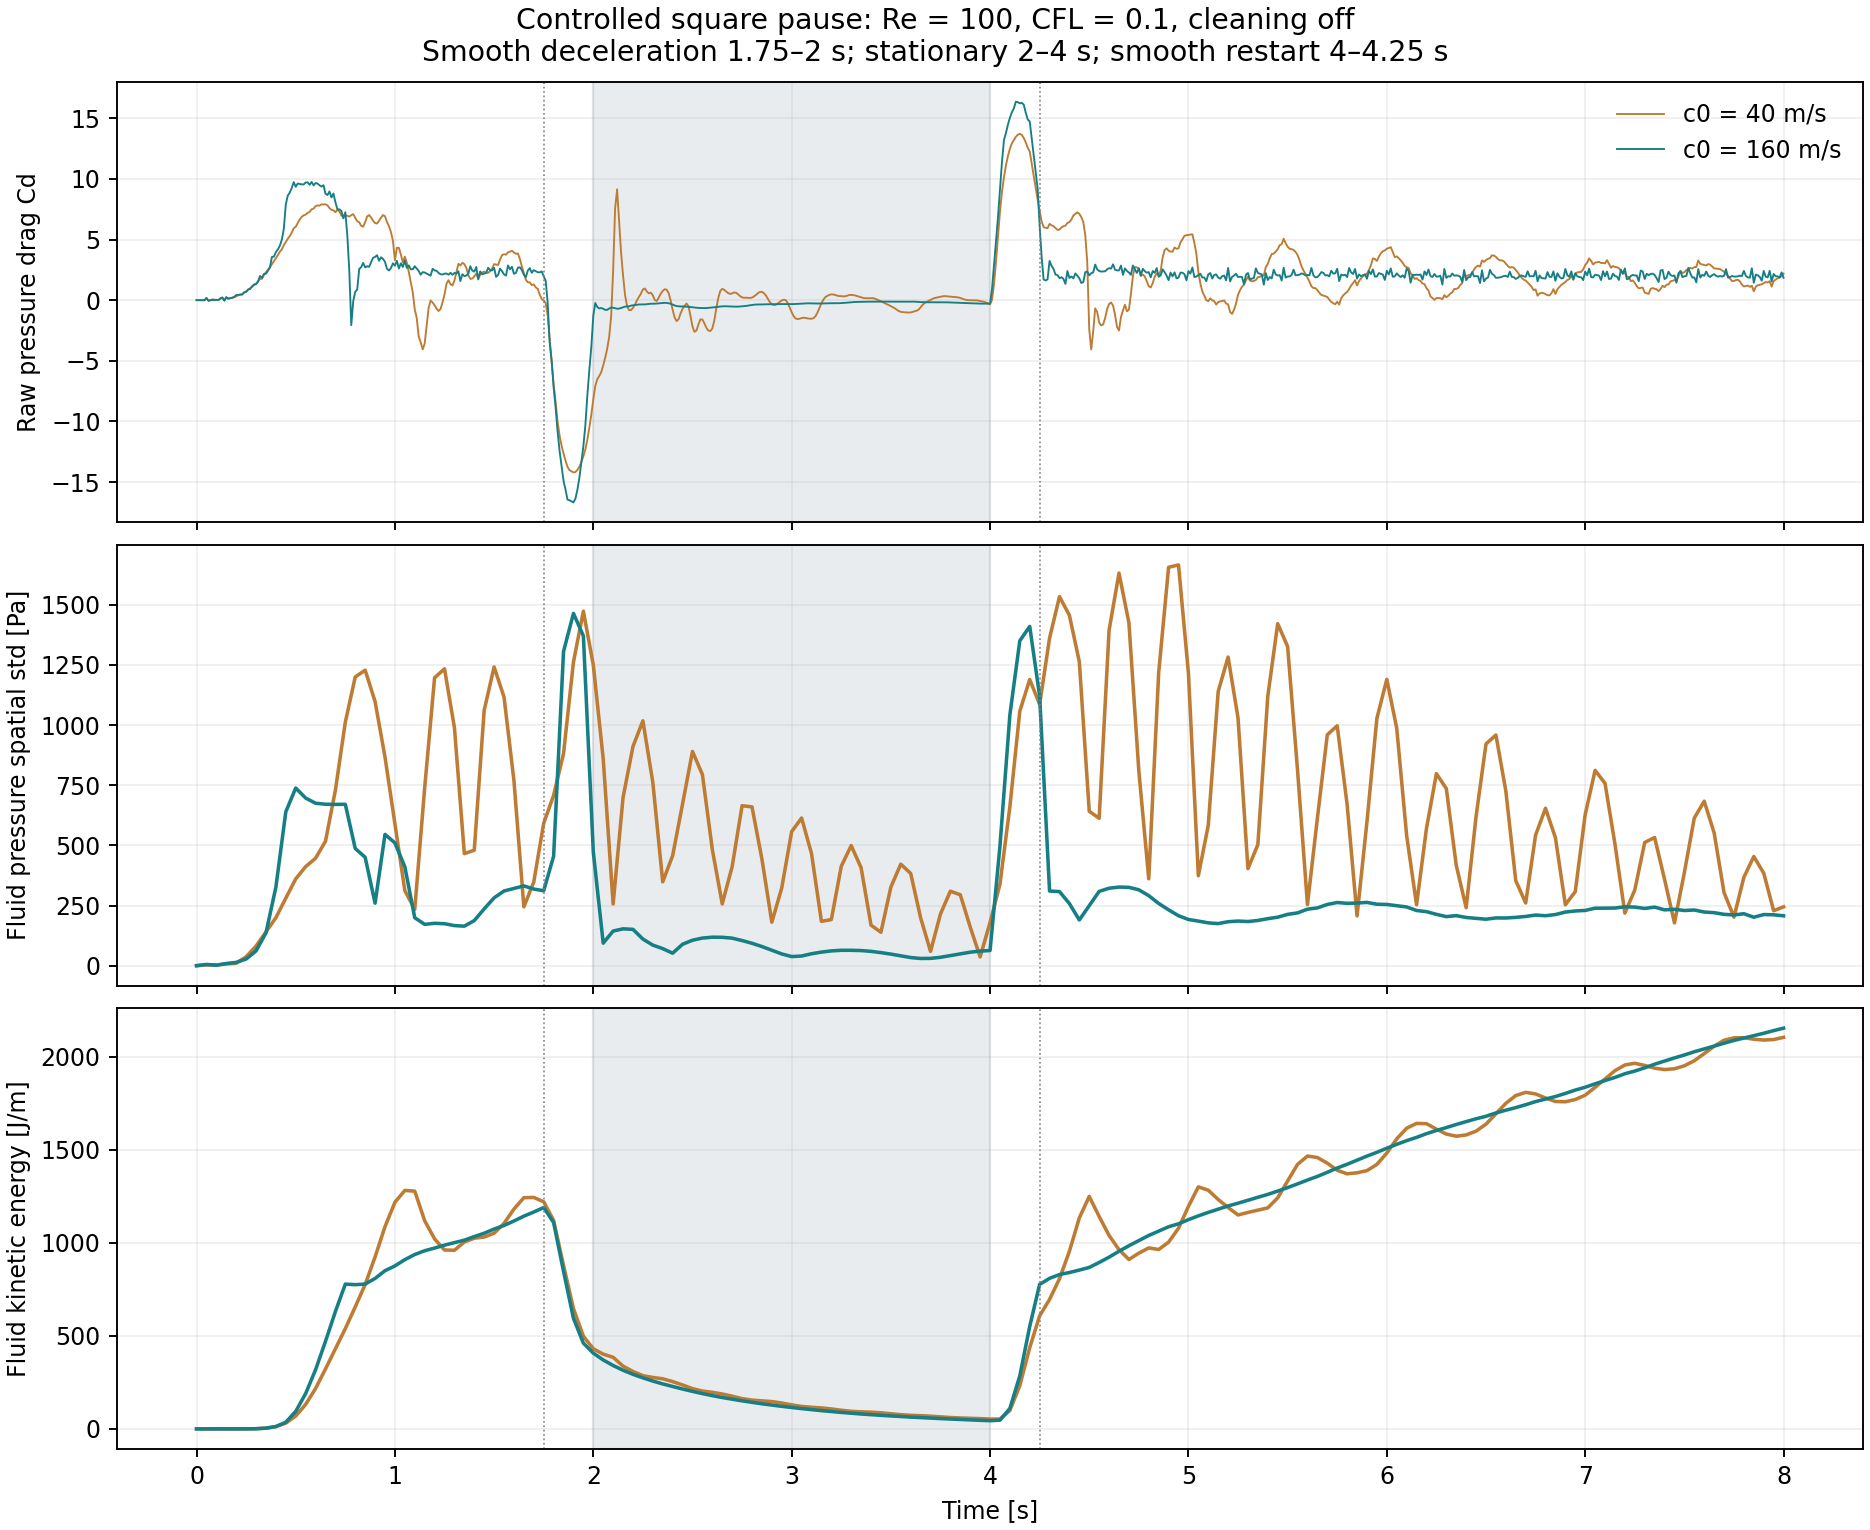 Controlled square pause: Re = 100, CFL = 0.1, cleaning off
Smooth deceleration 1.75–2 s; stationary 2–4 s; smooth restart 4–4.25 s
Raw pressure drag Cd
15
10
5
0
−5
−10
−15
c0 = 40 m/s
c0 = 160 m/s
Fluid pressure spatial std [Pa]
1500
1250
1000
750
500
250
0
Fluid kinetic energy [J/m]
2000
1500
1000
500
0
0 1 2 3 4 5 6 7 8
Time [s]